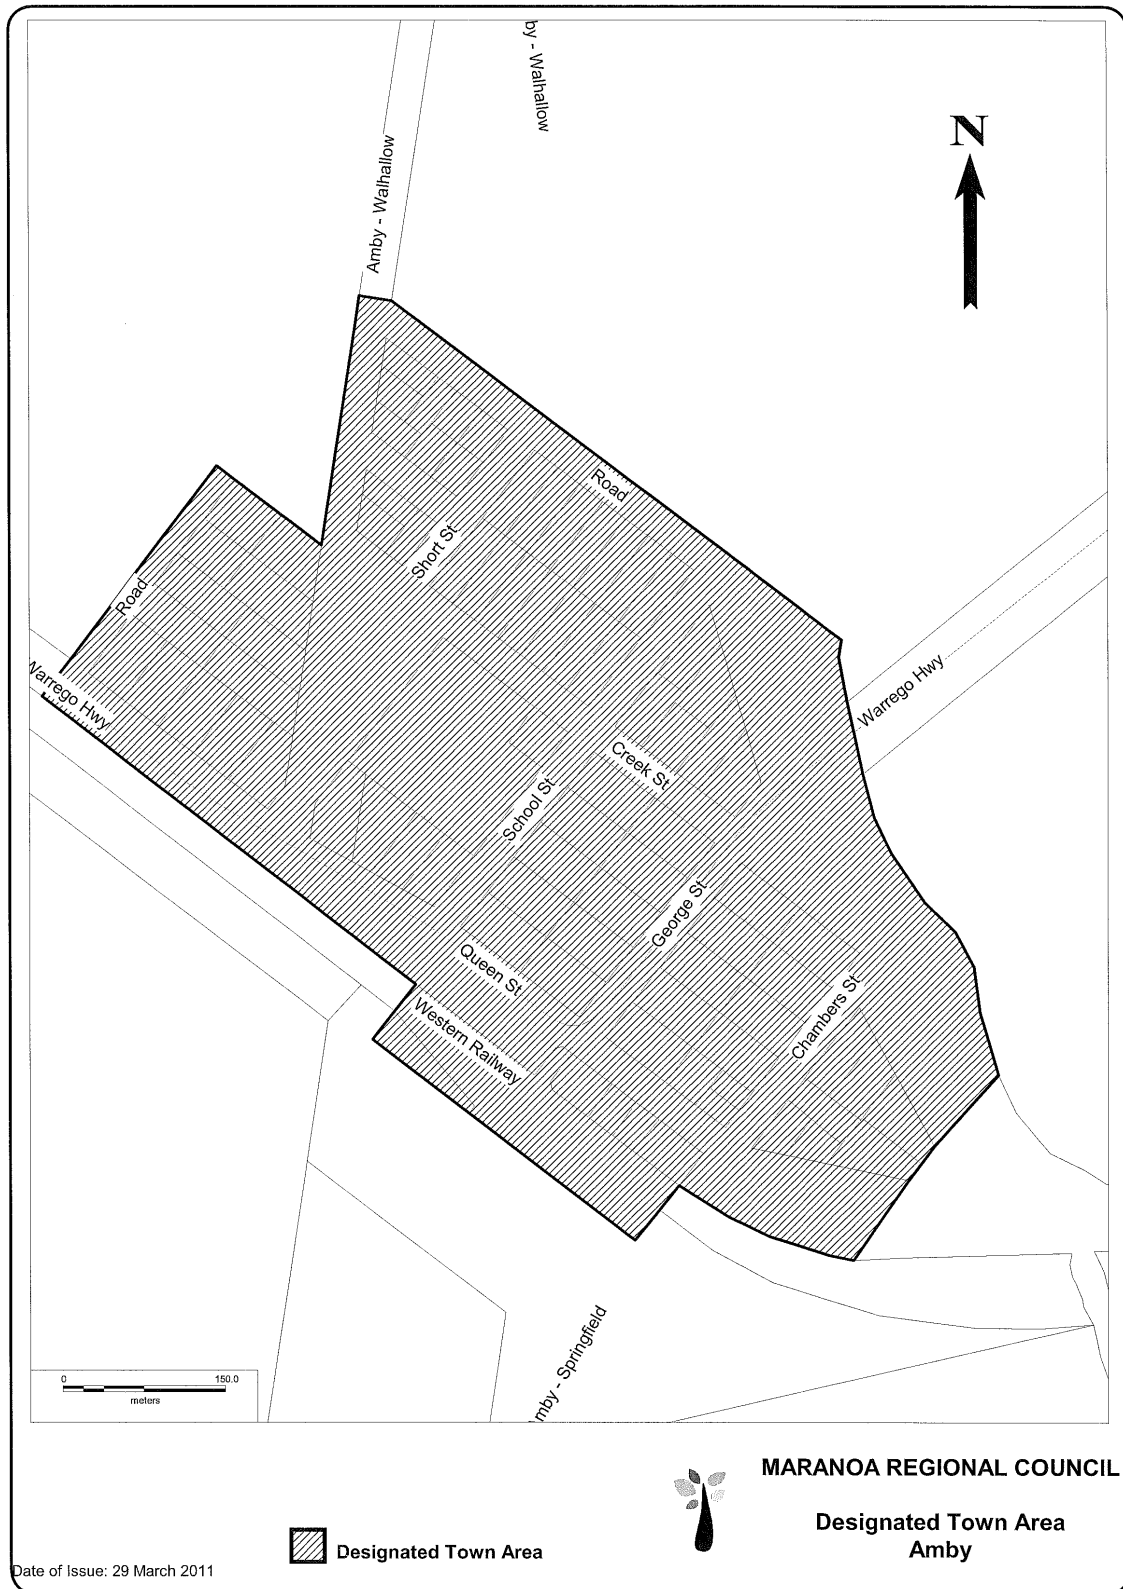 by - Walhallow
Amby - Walhallow
N
Road
Short St
Road
Warrego Hwy
Warrego Hwy
Creek St
School St
George St
Queen St
Chambers St
Western Railway
mby - Springfield
0 150.0
meters
MARANOA REGIONAL COUNCIL
Designated Town Area
Amby
Designated Town Area
Date of Issue: 29 March 2011